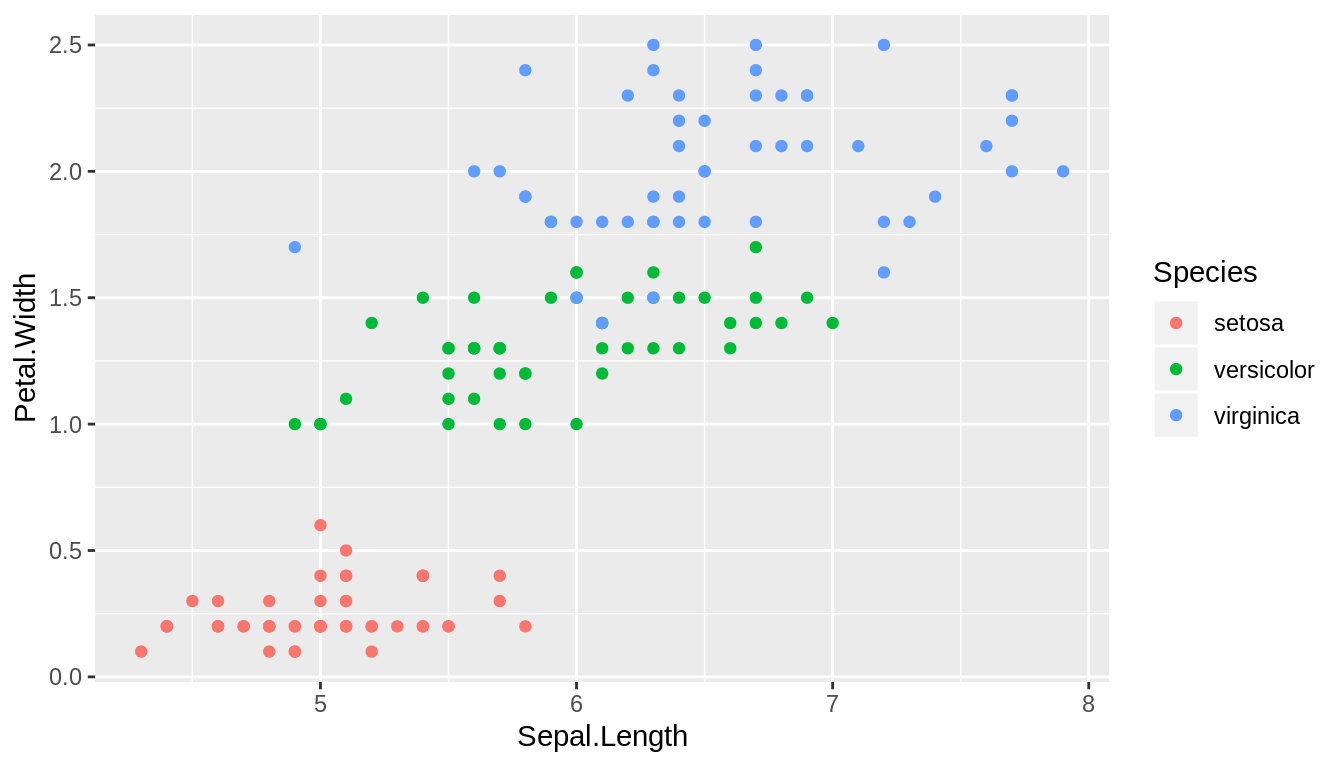 2.5
2.0
1.5
1.0
0.5
0.0
Petal.Width
5 6 7 8
Sepal.Length
Species
setosa
versicolor
virginica